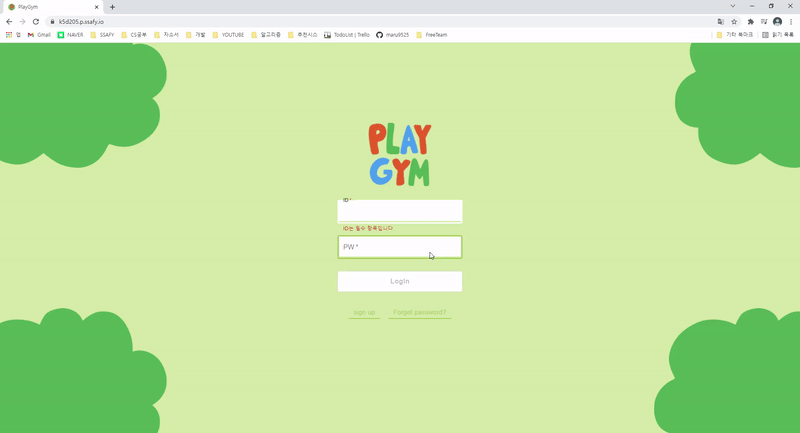 PlayGym
k5d205.p.ssafy.io
앱 Gmail NAVER SSAFY CS공부 자소서 개발 YOUTUBE 알고리즘 추천시스 TodoList | Trello maru3525 FreeTeam 기타 북마크 읽기 목록
PLAY
GYM
ID *
ID는 필수 항목입니다
PW *
Login
sign up Forget password?